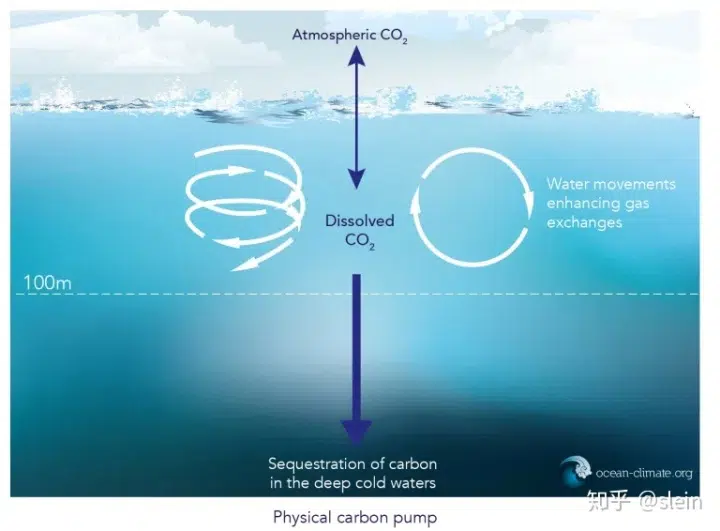 Atmospheric CO₂
Water movements
enhancing gas
exchanges
Dissolved
CO₂
100m
Sequestration of carbon
in the deep cold waters
ocean-climate.org
知乎 @slein
Physical carbon pump